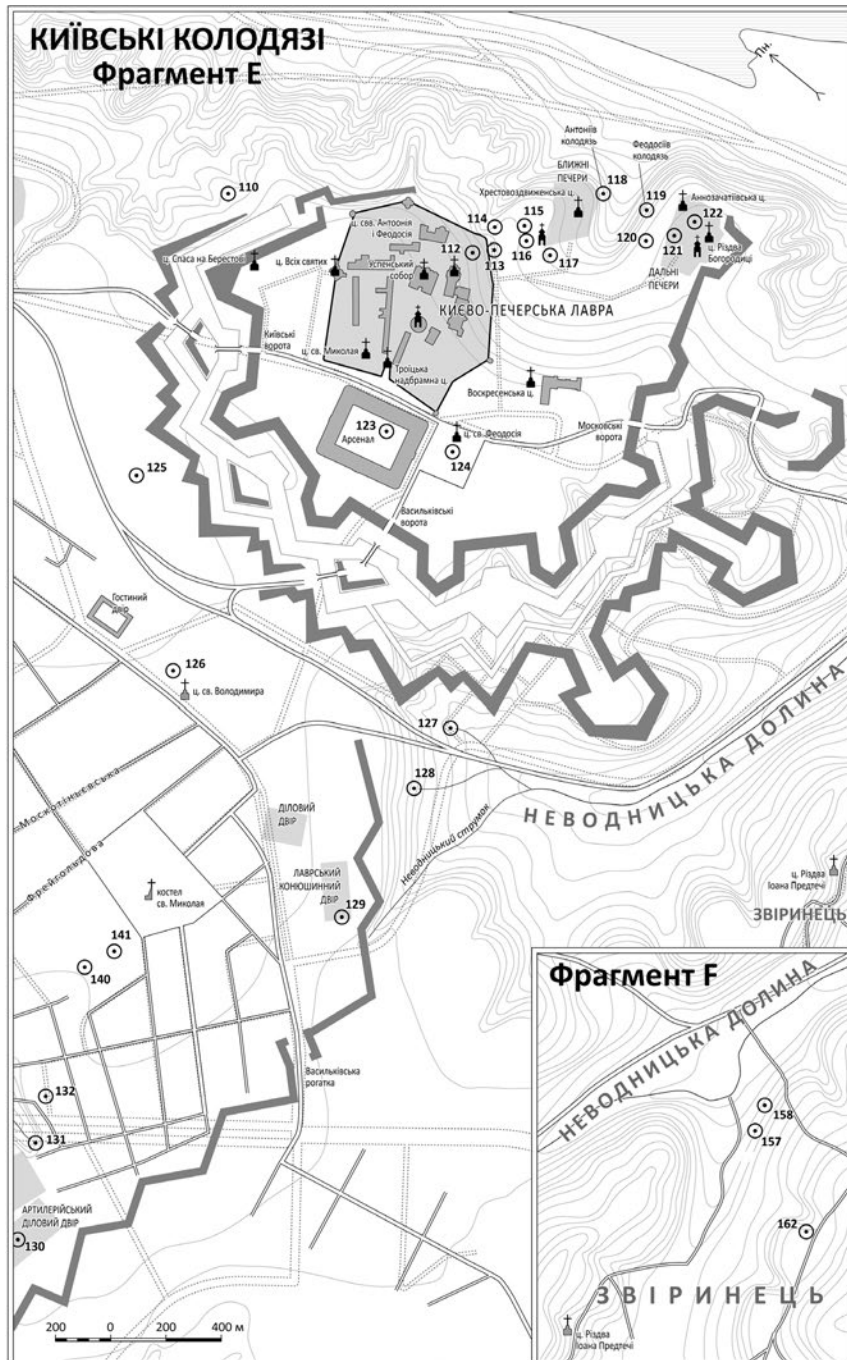 КИЇВСЬКІ КОЛОДЯЗІ
Фрагмент E
Пн.
Антоніїв
колодязь
Феодосіїв
колодязь
БЛИЖНІ
ПЕЧЕРИ
118
Хрестовоздвиженська ц.
119
Аннозачатіївська ц.
110
114
115
122
ц. свв. Антонія
і Феодосія
112
113
116
117
120
121
ц. Різдва
Богородиці
ц. Спаса на Берестові
ц. Всіх святих
Успенський
собор
ДАЛЬНІ
ПЕЧЕРИ
КИЄВО-ПЕЧЕРСЬКА ЛАВРА
Київські
ворота
ц. св. Миколая
Троїцька
надбрамна ц.
Воскресенська ц.
123
Арсенал
ц. св. Феодосія
Московські
ворота
124
125
Васильківські
ворота
Гостиний
двір
126
ц. св. Володимира
127
128
НЕВОДНИЦЬКА ДОЛИНА
Москотіньєвська
ДІЛОВИЙ
ДВІР
Фрейгольдова
Неводницький струмок
костел
св. Миколая
ЛАВРСЬКИЙ
КОНЮШИННИЙ
ДВІР
129
ц. Різдва
Іоана Предтечі
ЗВІРИНЕЦЬ
141
140
Васильківська
рогатка
132
131
АРТИЛЕРІЙСЬКИЙ
ДІЛОВИЙ ДВІР
130
200 0 200 400 м
Фрагмент F
НЕВОДНИЦЬКА ДОЛИНА
158
157
162
ЗВІРИНЕЦЬ
ц. Різдва
Іоана Предтечі